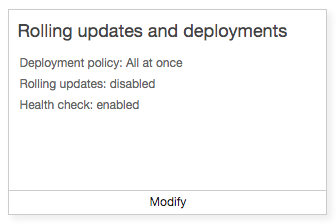 Rolling updates and deployments
Deployment policy: All at once
Rolling updates: disabled
Health check: enabled
Modify